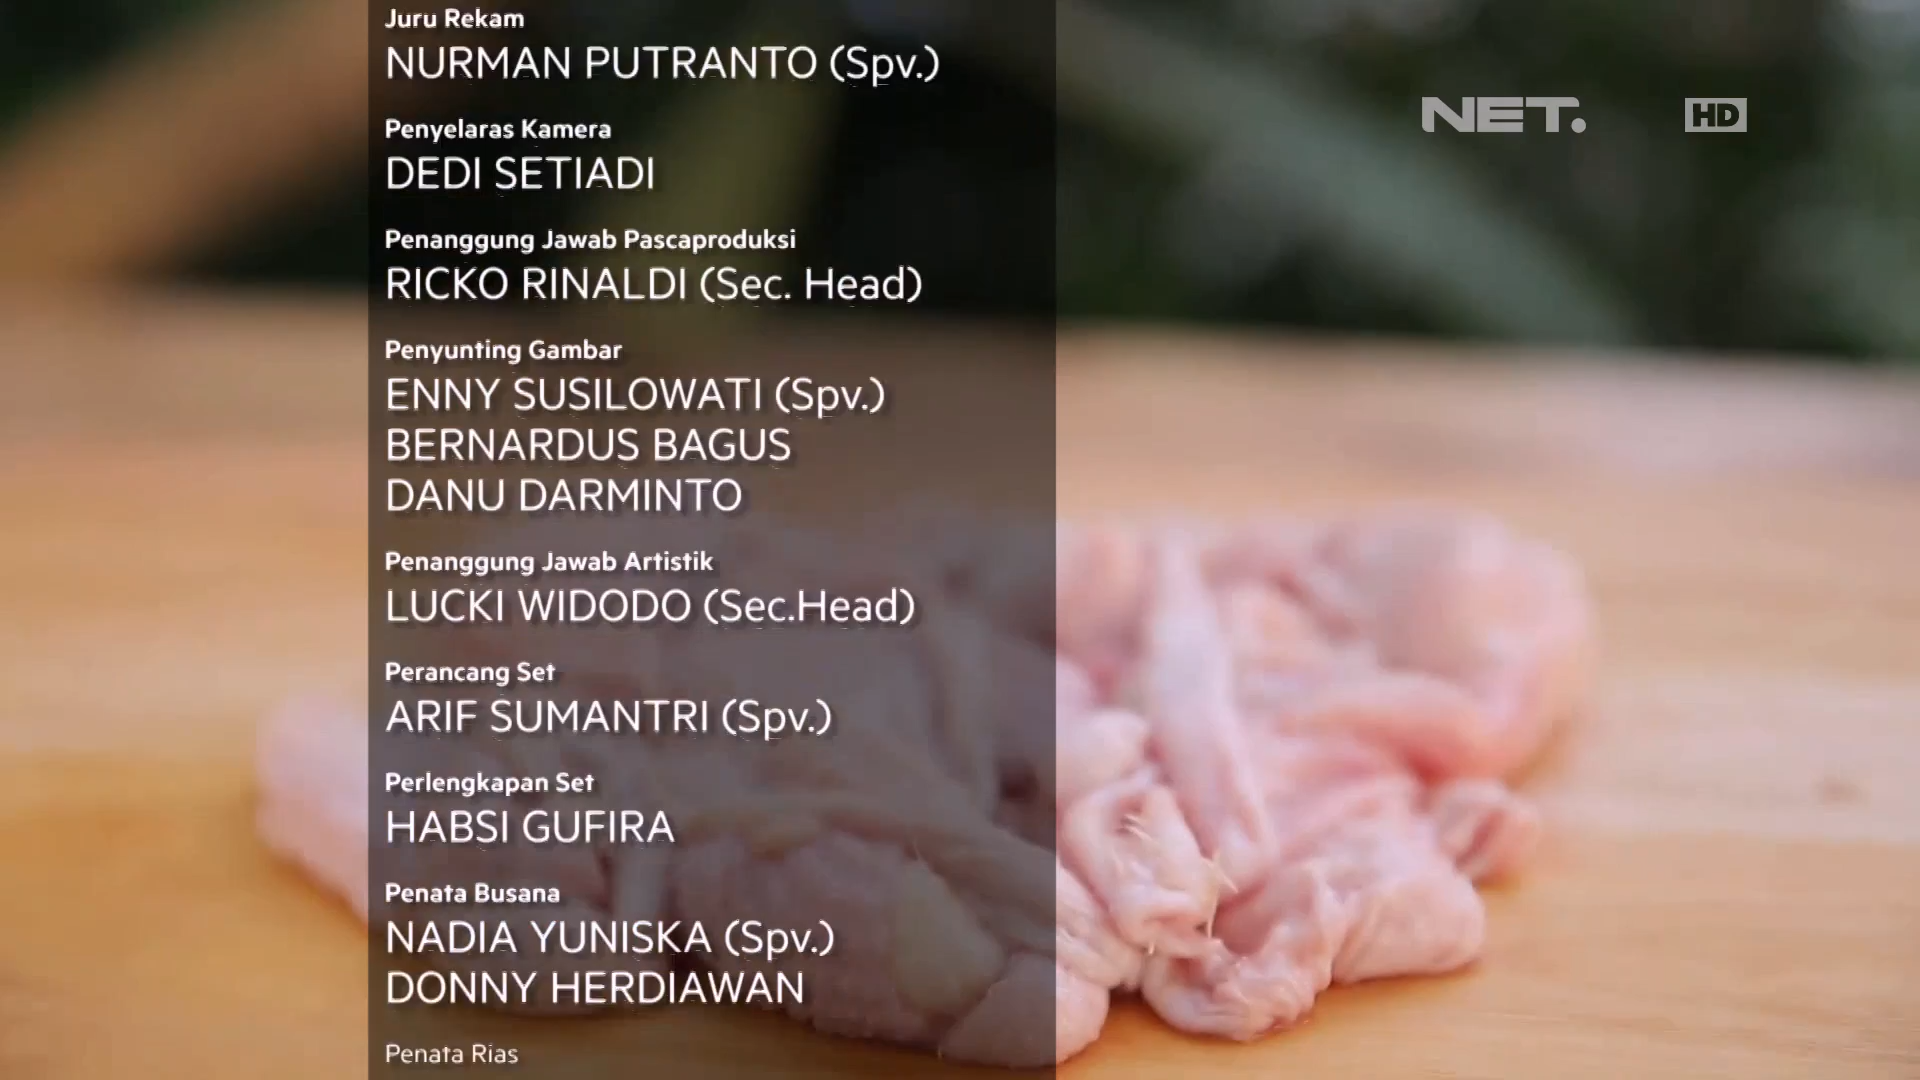 Juru Rekam
NURMAN PUTRANTO (Spv.)
Penyelaras Kamera
DEDI SETIADI
Penanggung Jawab Pascaproduksi
RICKO RINALDI (Sec. Head)
Penyunting Gambar
ENNY SUSILOWATI (Spv.)
BERNARDUS BAGUS
DANU DARMINTO
Penanggung Jawab Artistik
LUCKI WIDODO (Sec.Head)
Perancang Set
ARIF SUMANTRI (Spv.)
Perlengkapan Set
HABSI GUFIRA
Penata Busana
NADIA YUNISKA (Spv.)
DONNY HERDIAWAN
Penata Rias
NET.
HD